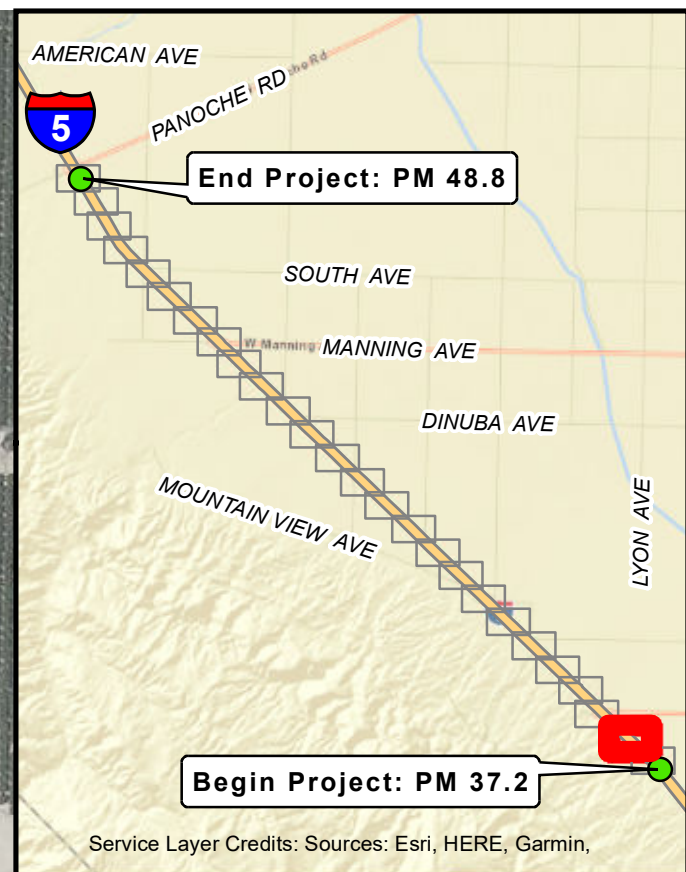 AMERICAN AVE
PANOCHE RD
5
End Project: PM 48.8
SOUTH AVE
W Manning
MANNING AVE
DINUBA AVE
MOUNTAIN VIEW AVE
LYON AVE
Begin Project: PM 37.2
Service Layer Credits: Sources: Esri, HERE, Garmin,